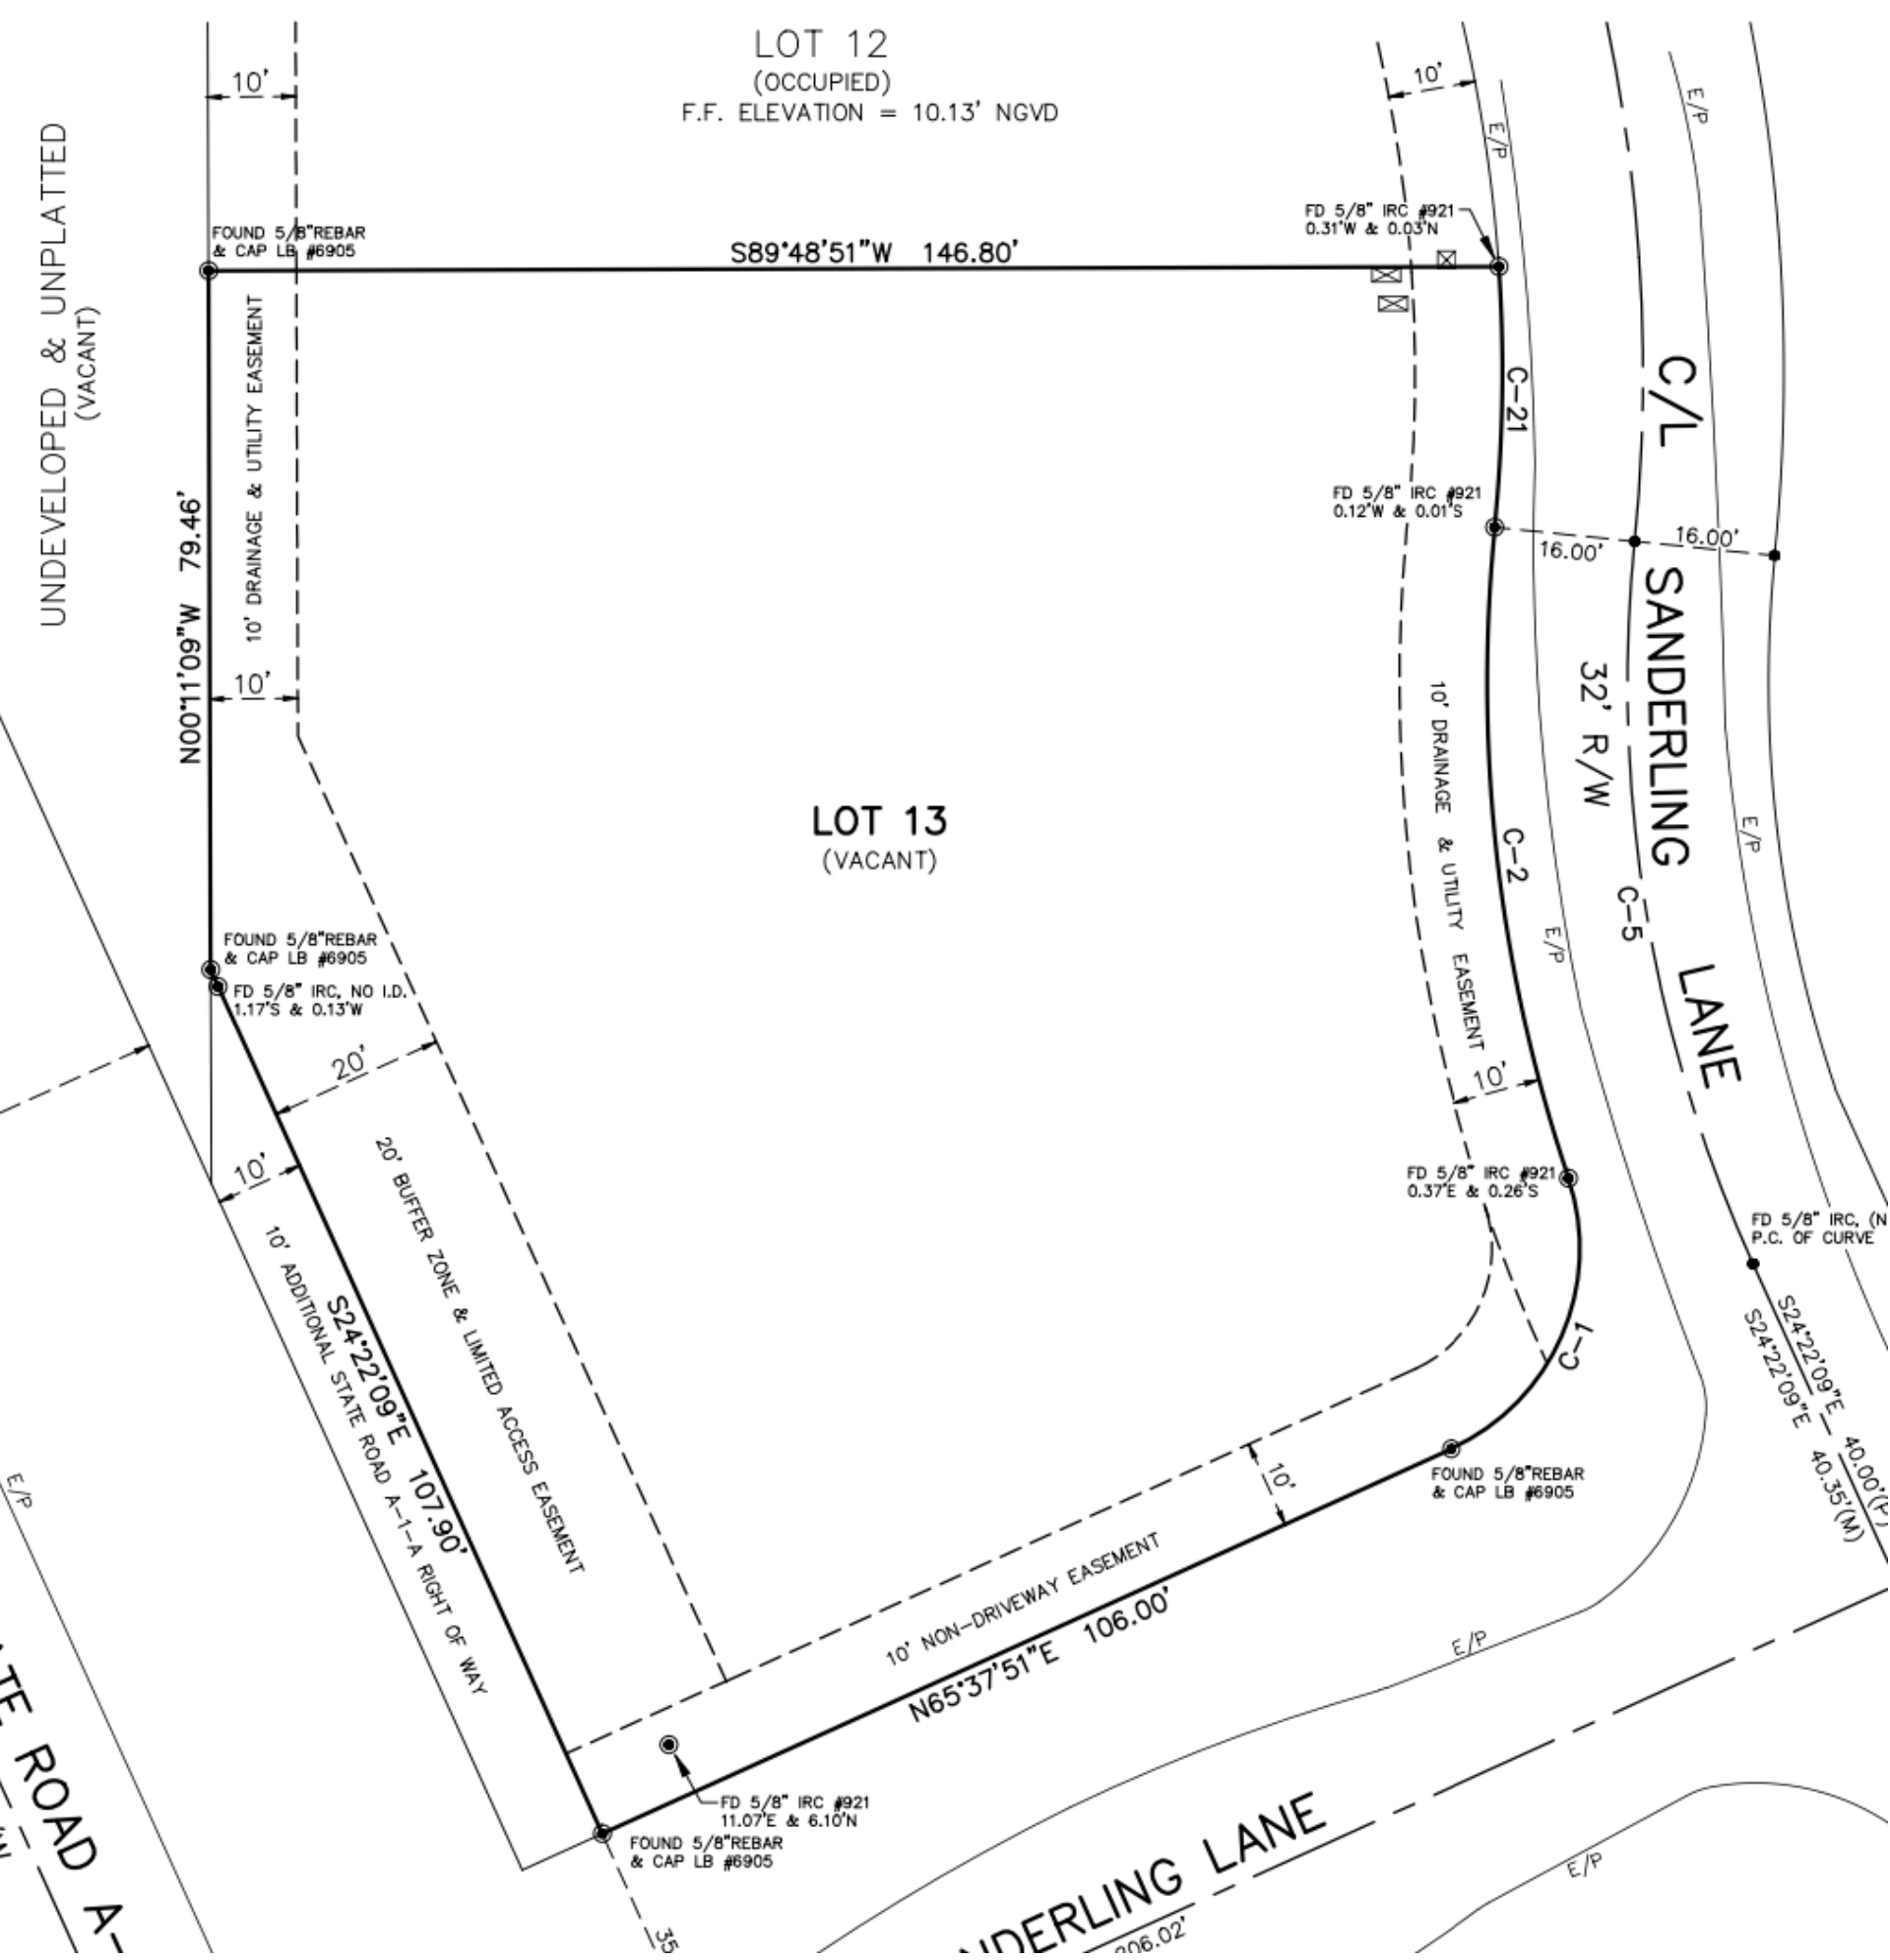 LOT 12
(OCCUPIED)
F.F. ELEVATION = 10.13' NGVD
10'
10'
E/P
E/P
UNDEVELOPED & UNPLATTED
(VACANT)
FOUND 5/8"REBAR
& CAP LB #6905
S89°48'51"W 146.80'
FD 5/8" IRC #921
0.31'W & 0.03'N
10' DRAINAGE & UTILITY EASEMENT
N00°11'09"W 79.46'
10'
C-21
C/L
FD 5/8" IRC #921
0.12'W & 0.01'S
16.00'
16.00'
SANDERLING
LANE
32' R/W
LOT 13
(VACANT)
10' DRAINAGE & UTILITY EASEMENT
C-2
C-5
E/P
E/P
FOUND 5/8"REBAR
& CAP LB #6905
FD 5/8" IRC, NO I.D.
1.17'S & 0.13'W
20'
10'
10'
20' BUFFER ZONE & LIMITED ACCESS EASEMENT
S24°22'09"E 107.90'
10' ADDITIONAL STATE ROAD A-1-A RIGHT OF WAY
FD 5/8" IRC #921
0.37'E & 0.26'S
FD 5/8" IRC, (N
P.C. OF CURVE
S24°22'09"E 40.00'(P)
S24°22'09"E 40.35'(M)
C-1
FOUND 5/8"REBAR
& CAP LB #6905
10'
10' NON-DRIVEWAY EASEMENT
N65°37'51"E 106.00'
E/P
E/P
FD 5/8" IRC #921
11.07'E & 6.10'N
FOUND 5/8"REBAR
& CAP LB #6905
ROAD A-
35
LANE
E/P